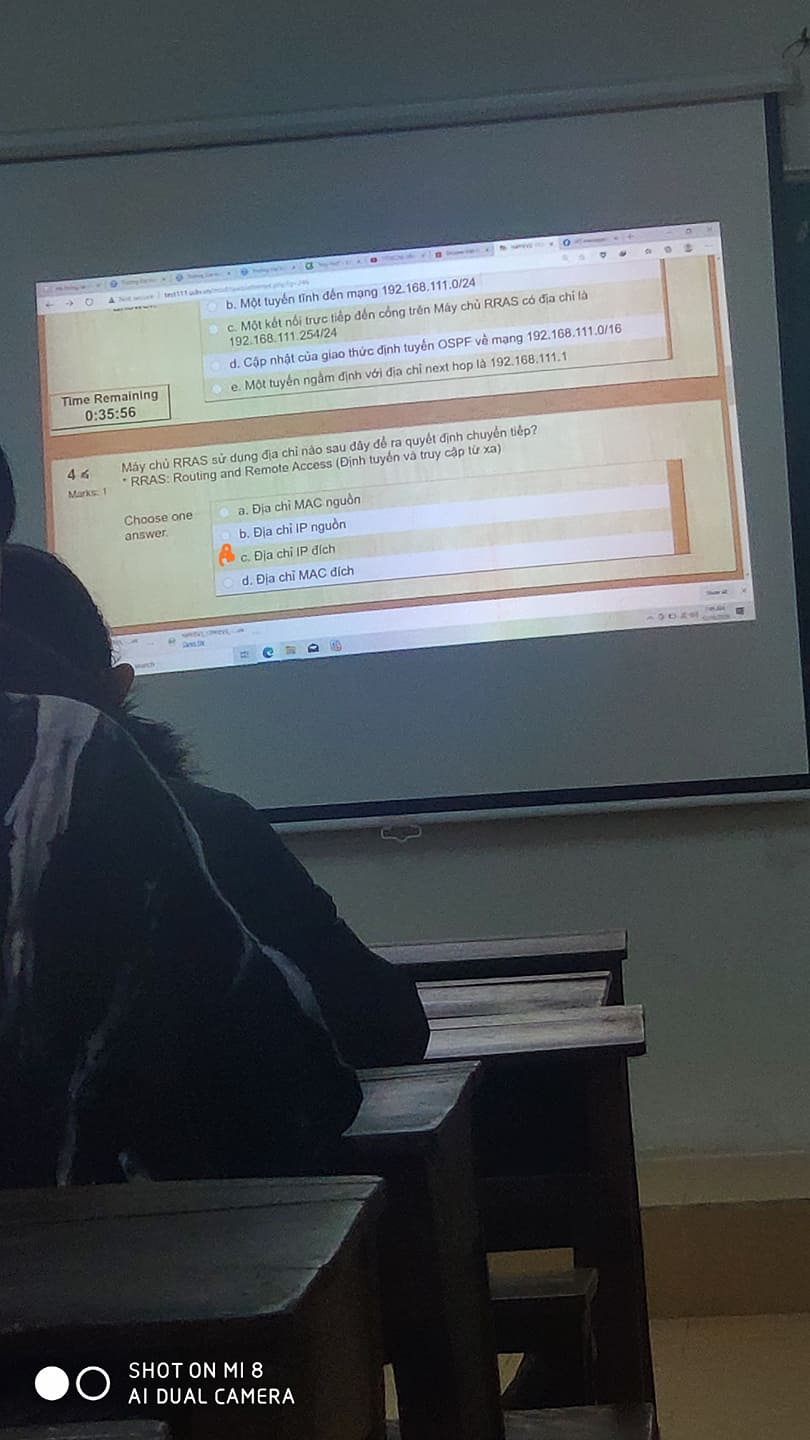 Not secure
b. Một tuyến tĩnh đến mạng 192.168.111.0/24
c. Một kết nối trực tiếp đến cổng trên Máy chủ RRAS có địa chỉ là
192.168.111.254/24
d. Cập nhật của giao thức định tuyến OSPF về mạng 192.168.111.0/16
e. Một tuyến ngầm định với địa chỉ next hop là 192.168.111.1
Time Remaining
0:35:56
4
Marks: 1
Máy chủ RRAS sử dụng địa chỉ nào sau đây để ra quyết định chuyển tiếp?
* RRAS: Routing and Remote Access (Định tuyến và truy cập từ xa)
Choose one
answer.
a. Địa chỉ MAC nguồn
b. Địa chỉ IP nguồn
c. Địa chỉ IP đích
d. Địa chỉ MAC đích
Show all
SHOT ON MI 8
AI DUAL CAMERA